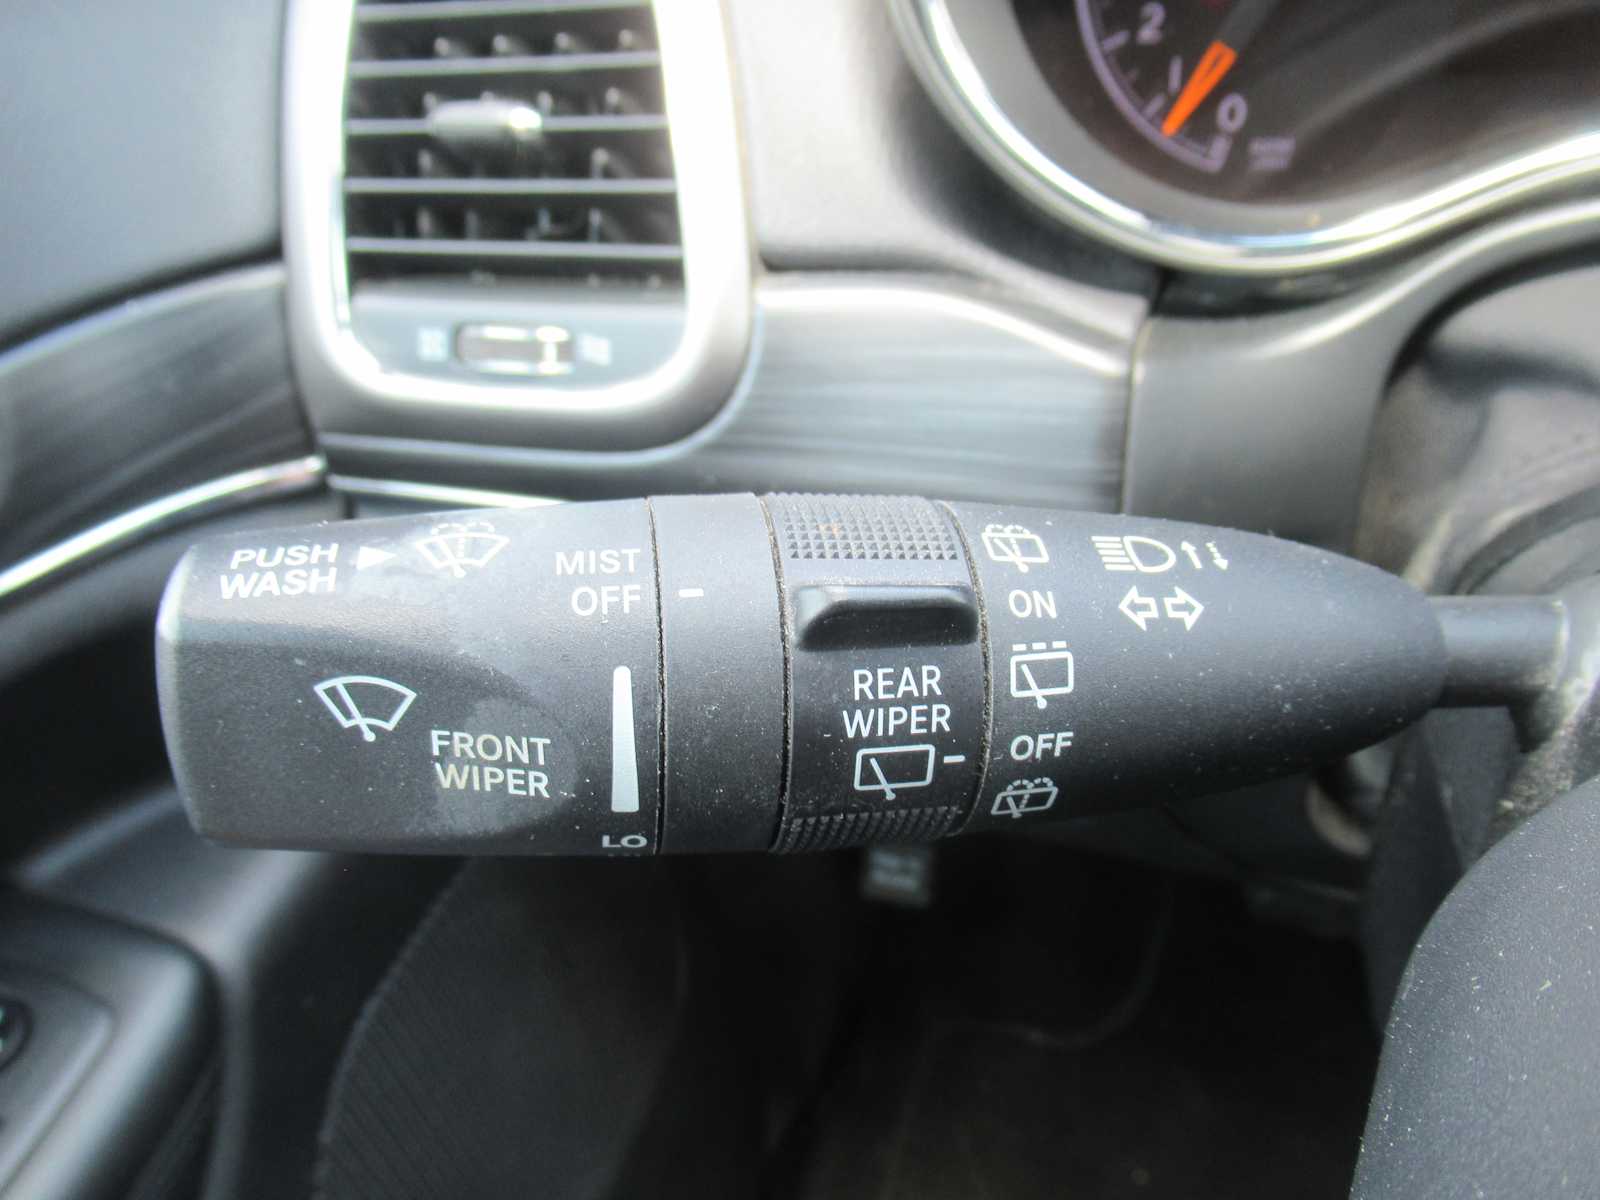 2
1
0
PUSH
WASH
MIST
OFF
FRONT
WIPER
LO
REAR
WIPER
ON
OFF